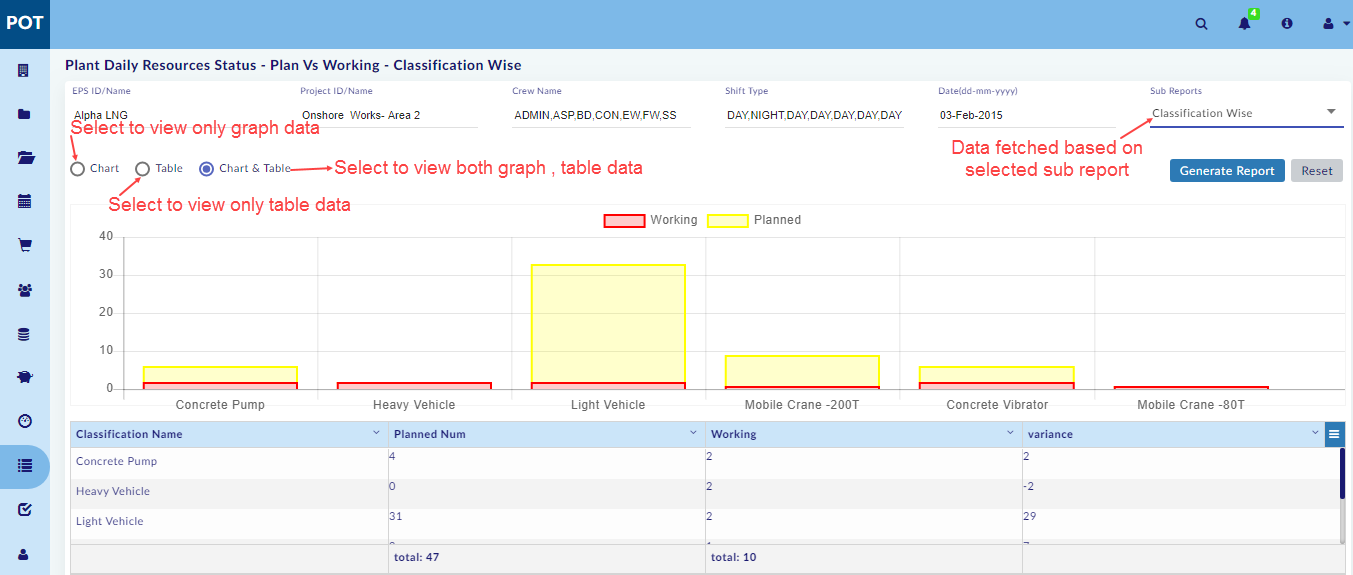 POT
4
Plant Daily Resources Status - Plan Vs Working - Classification Wise
EPS ID/Name Project ID/Name Crew Name Shift Type Date(dd-mm-yyyy) Sub Reports
Alpha LNG Onshore Works- Area 2 ADMIN,ASP,BD,CON,EW,FW,SS DAY,NIGHT,DAY,DAY,DAY,DAY,DAY 03-Feb-2015 Classification Wise
Select to view only graph data
Data fetched based on
selected sub report
Chart Table Chart & Table Select to view both graph , table data
Generate Report Reset
Select to view only table data
Working Planned
40
30
20
10
0
Concrete Pump Heavy Vehicle Light Vehicle Mobile Crane -200T Concrete Vibrator Mobile Crane -80T
Classification Name Planned Num Working variance
Concrete Pump 4 2 2
Heavy Vehicle 0 2 -2
Light Vehicle 31 2 29
total: 47 total: 10